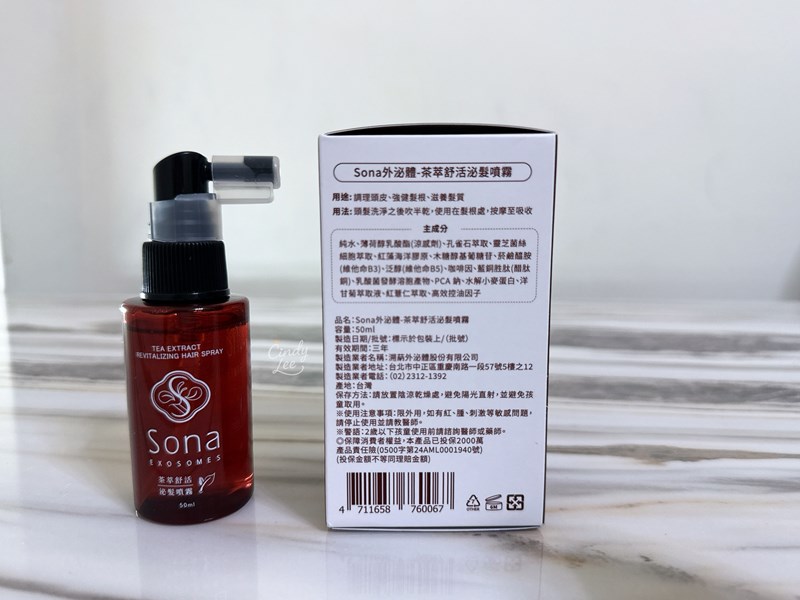 TEA EXTRACT
REVITALIZING HAIR SPRAY
Sona
EXOSOMES
茶萃舒活
泌髮噴霧
50ml
Cindy
Lee
Sona外泌體-茶萃舒活泌髮噴霧
用途:調理頭皮、強健髮根、滋養髮質
用法:頭髮洗淨之後吹半乾,使用在髮根處,按摩至吸收
主成分
純水、薄荷醇乳酸酯(涼感劑)、孔雀石萃取、靈芝菌絲
細胞萃取、紅藻海洋膠原、木糖醇基葡糖苷、菸鹼醯胺
(維他命B3)、泛醇(維他命B5)、咖啡因、藍銅胜肽(醋肽
銅)、乳酸菌發酵溶胞產物、PCA 鈉、水解小麥蛋白、洋
甘菊萃取液、紅薏仁萃取、高效控油因子
品名:Sona外泌體-茶萃舒活泌髮噴霧
容量:50ml
製造日期/批號:標示於包裝上/(批號)
有效期間:三年
製造業者名稱:溯蒶外泌體股份有限公司
製造業者地址:台北市中正區重慶南路一段57號5樓之12
製造業者電話:(02)2312-1392
產地:台灣
保存方法:請放置陰涼乾燥處,避免陽光直射,並避免孩
童取用。
※使用注意事項:限外用,如有紅、腫、刺激等敏感問題,
請停止使用並請教醫師。
※警語:2歲以下孩童使用前請諮詢醫師或藥師。
◎保障消費者權益,本產品已投保2000萬
產品責任險(0500字第24AML0001940號)
(投保金額不等同理賠金額)
4 711658 760067
6M